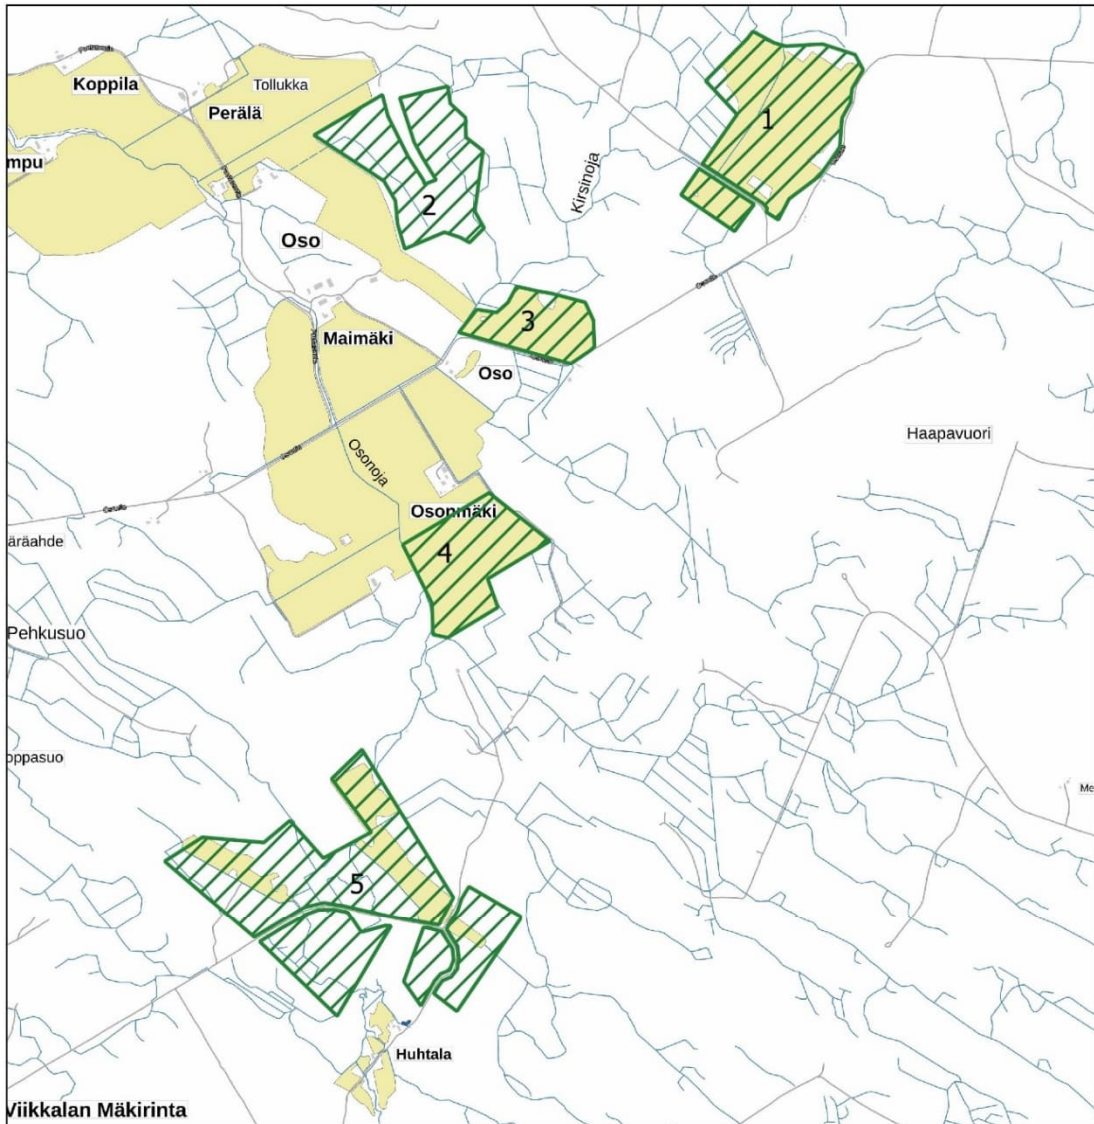 Koppila
Tollukka
Perälä
mpu
1
Kirsinoja
2
Oso
3
Maimäki
Oso
Haapavuori
Osonoja
Osonmäki
4
äräahde
Pehkusuo
oppasuo
Me
5
Huhtala
Viikkalan Mäkirinta